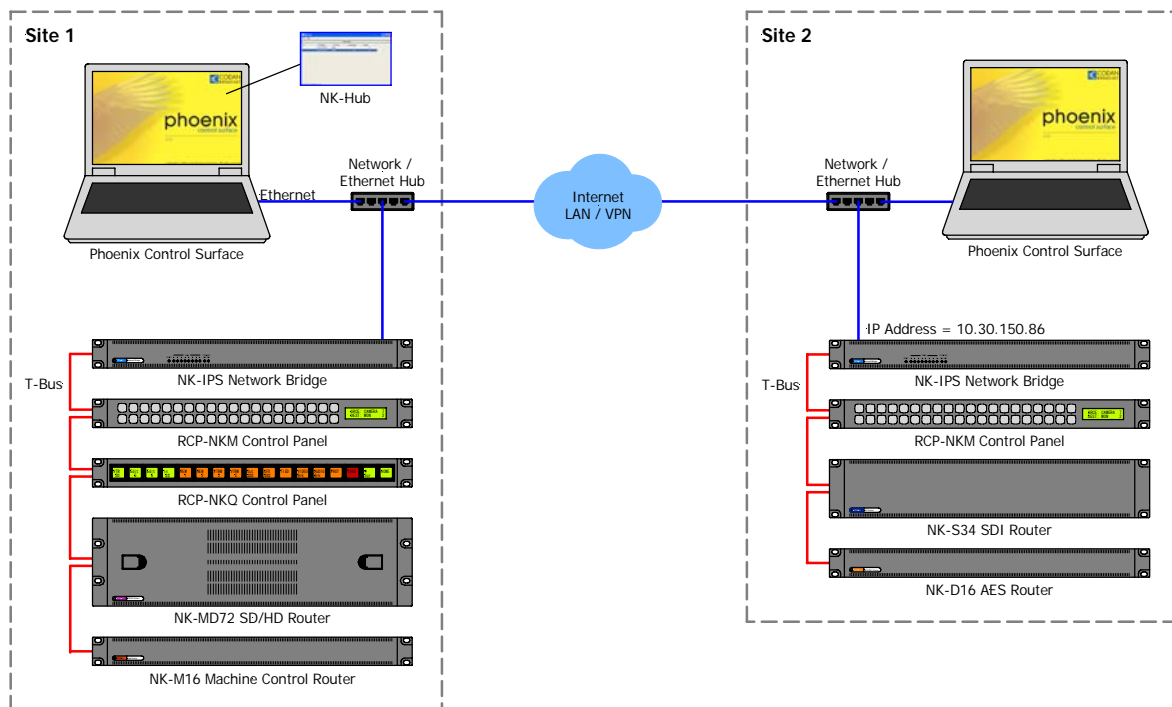 Site 1
CODAN
phoenix
control surface
NK-Hub
Network /
Ethernet Hub
Ethernet
Phoenix Control Surface
Internet
LAN / VPN
T-Bus
NK-IPS Network Bridge
RCP-NKM Control Panel
RCP-NKQ Control Panel
NK-MD72 SD/HD Router
NK-M16 Machine Control Router
Site 2
CODAN
phoenix
control surface
Network /
Ethernet Hub
Phoenix Control Surface
IP Address = 10.30.150.86
T-Bus
NK-IPS Network Bridge
RCP-NKM Control Panel
NK-S34 SDI Router
NK-D16 AES Router